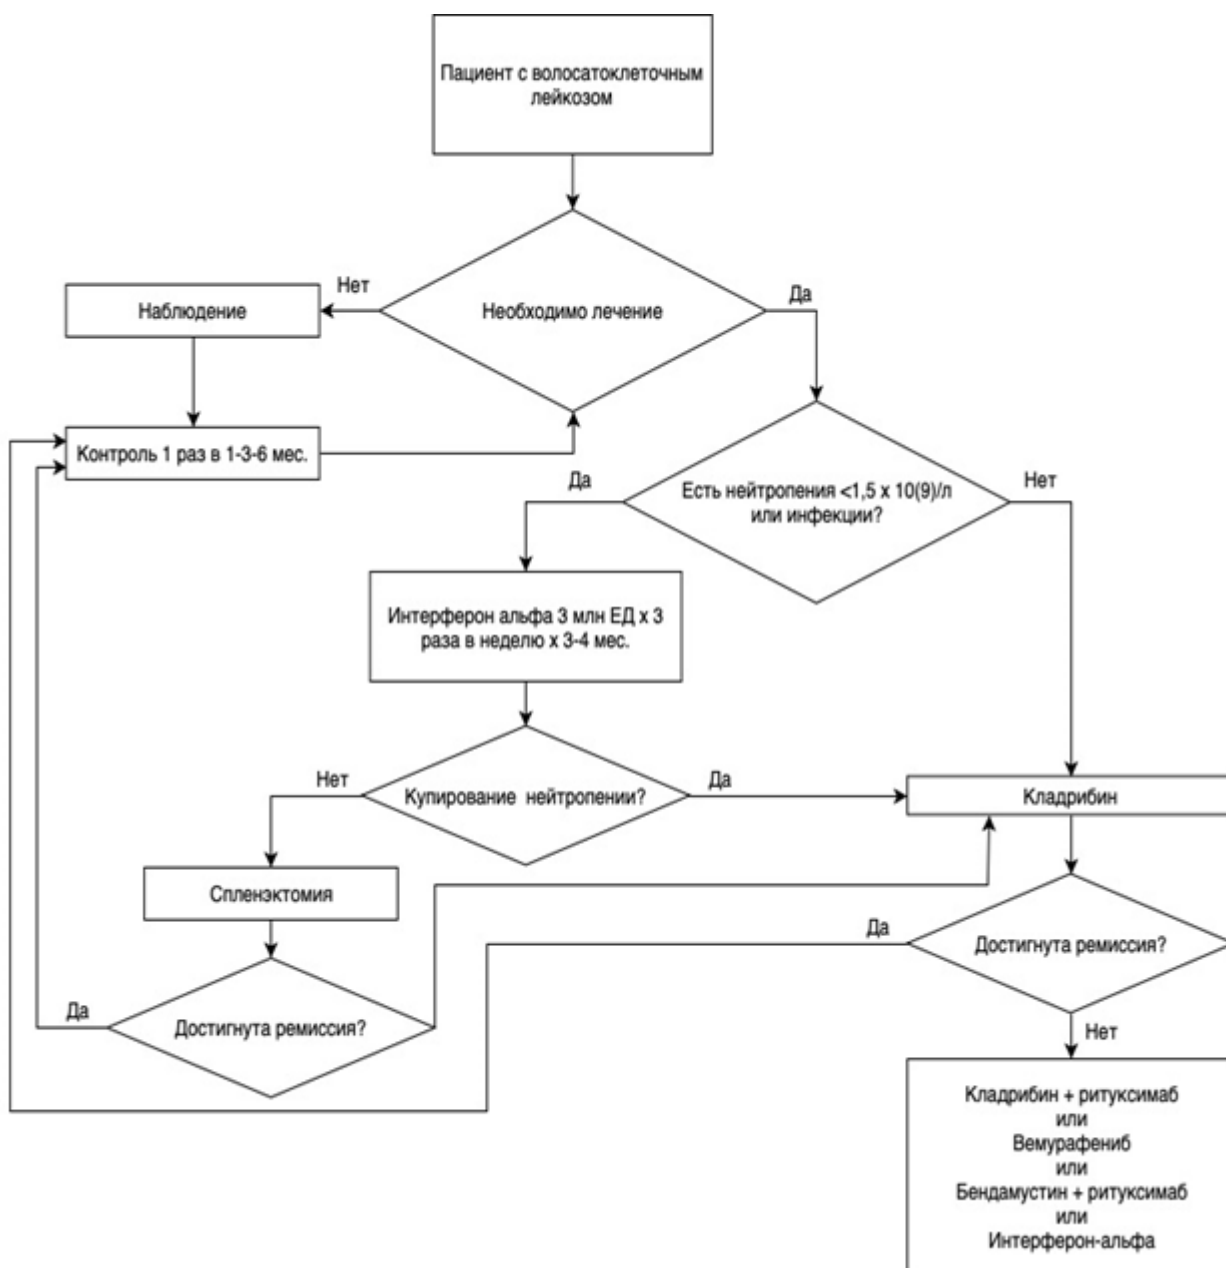 Пациент с волосатоклеточным
лейкозом
Необходимо лечение
Нет
Да
Наблюдение
Контроль 1 раз в 1-3-6 мес.
Есть нейтропения <1,5 x 10(9)/л
или инфекции?
Да
Нет
Интерферон альфа 3 млн ЕД x 3
раза в неделю x 3-4 мес.
Купирование нейтропении?
Нет
Да
Кладрибин
Спленэктомия
Достигнута ремиссия?
Да
Достигнута ремиссия?
Да
Нет
Кладрибин + ритуксимаб
или
Вемурафениб
или
Бендамустин + ритуксимаб
или
Интерферон-альфа